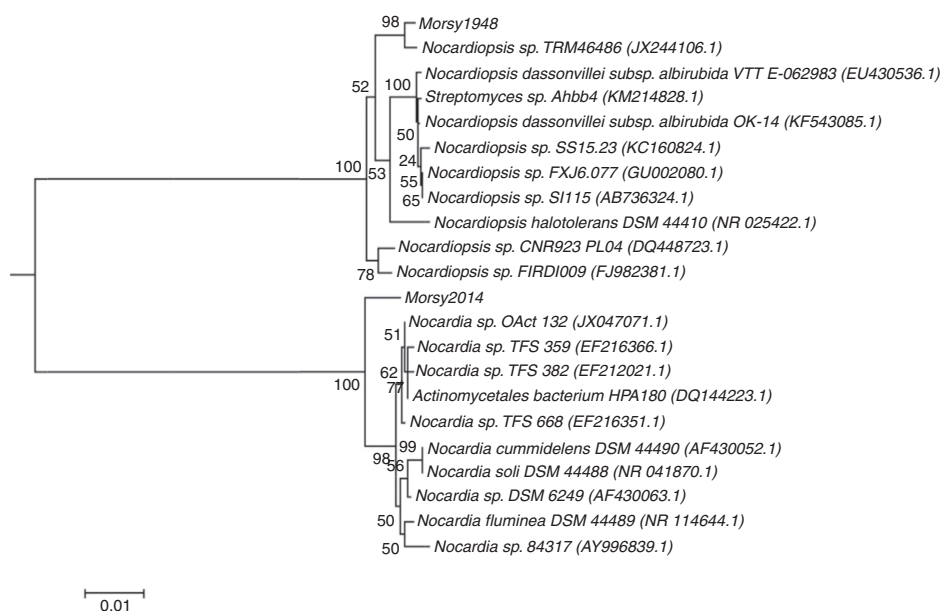 98
Morsy1948
Nocardiopsis sp. TRM46486 (JX244106.1)
Nocardiopsis dassonvillei subsp. albirubida VTT E-062983 (EU430536.1)
52
100
Streptomyces sp. Ahbb4 (KM214828.1)
Nocardiopsis dassonvillei subsp. albirubida OK-14 (KF543085.1)
50
Nocardiopsis sp. SS15.23 (KC160824.1)
100
53
24
Nocardiopsis sp. FXJ6.077 (GU002080.1)
55
65
Nocardiopsis sp. SI115 (AB736324.1)
Nocardiopsis halotolerans DSM 44410 (NR 025422.1)
Nocardiopsis sp. CNR923 PL04 (DQ448723.1)
78
Nocardiopsis sp. FIRDI009 (FJ982381.1)
Morsy2014
Nocardia sp. OAct 132 (JX047071.1)
51
Nocardia sp. TFS 359 (EF216366.1)
62
Nocardia sp. TFS 382 (EF212021.1)
100
77
Actinomycetales bacterium HPA180 (DQ144223.1)
Nocardia sp. TFS 668 (EF216351.1)
99
Nocardia cummidelens DSM 44490 (AF430052.1)
98
56
Nocardia soli DSM 44488 (NR 041870.1)
Nocardia sp. DSM 6249 (AF430063.1)
50
Nocardia fluminea DSM 44489 (NR 114644.1)
50
Nocardia sp. 84317 (AY996839.1)
0.01